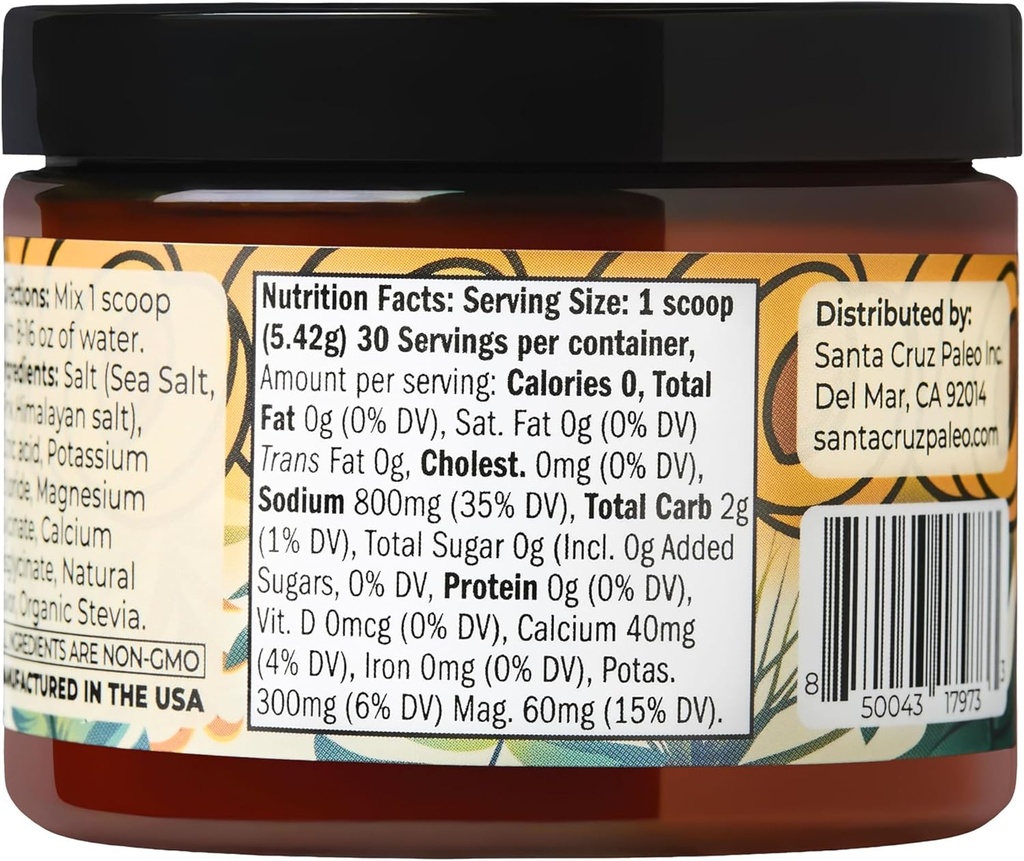 Mix 1 scoop
8-16 oz of water.
Salt (Sea Salt,
Himalayan salt),
acid, Potassium
Magnesium
Calcium
Natural
Organic Stevia.
INGREDIENTS ARE NON-GMO
MANUFACTURED IN THE USA
Nutrition Facts: Serving Size: 1 scoop
(5.42g) 30 Servings per container,
Amount per serving: Calories 0, Total
Fat 0g (0% DV), Sat. Fat 0g (0% DV)
Trans Fat 0g, Cholest. 0mg (0% DV),
Sodium 800mg (35% DV), Total Carb 2g
(1% DV), Total Sugar 0g (Incl. 0g Added
Sugars, 0% DV, Protein 0g (0% DV),
Vit. D 0mcg (0% DV), Calcium 40mg
(4% DV), Iron 0mg (0% DV), Potas.
300mg (6% DV) Mag. 60mg (15% DV).
Distributed by:
Santa Cruz Paleo Inc.
Del Mar, CA 92014
santacruzpaleo.com
8 50043 17973 3